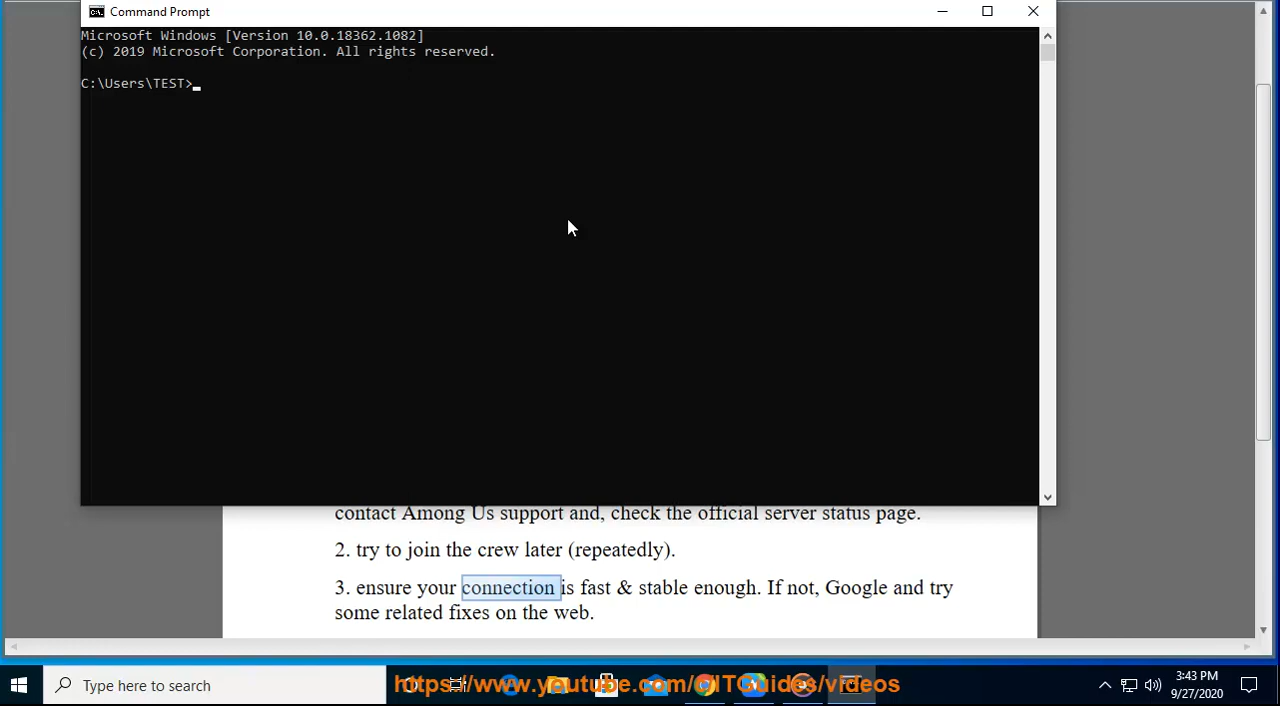 Command Prompt
Microsoft Windows [Version 10.0.18362.1082]
(c) 2019 Microsoft Corporation. All rights reserved.
C:\Users\TEST>
contact Among Us support and, check the official server status page.
2. try to join the crew later (repeatedly).
3. ensure your connection is fast & stable enough. If not, Google and try
some related fixes on the web.
Type here to search
https://www.youtube.com/@ITGuides/videos
3:43 PM
9/27/2020